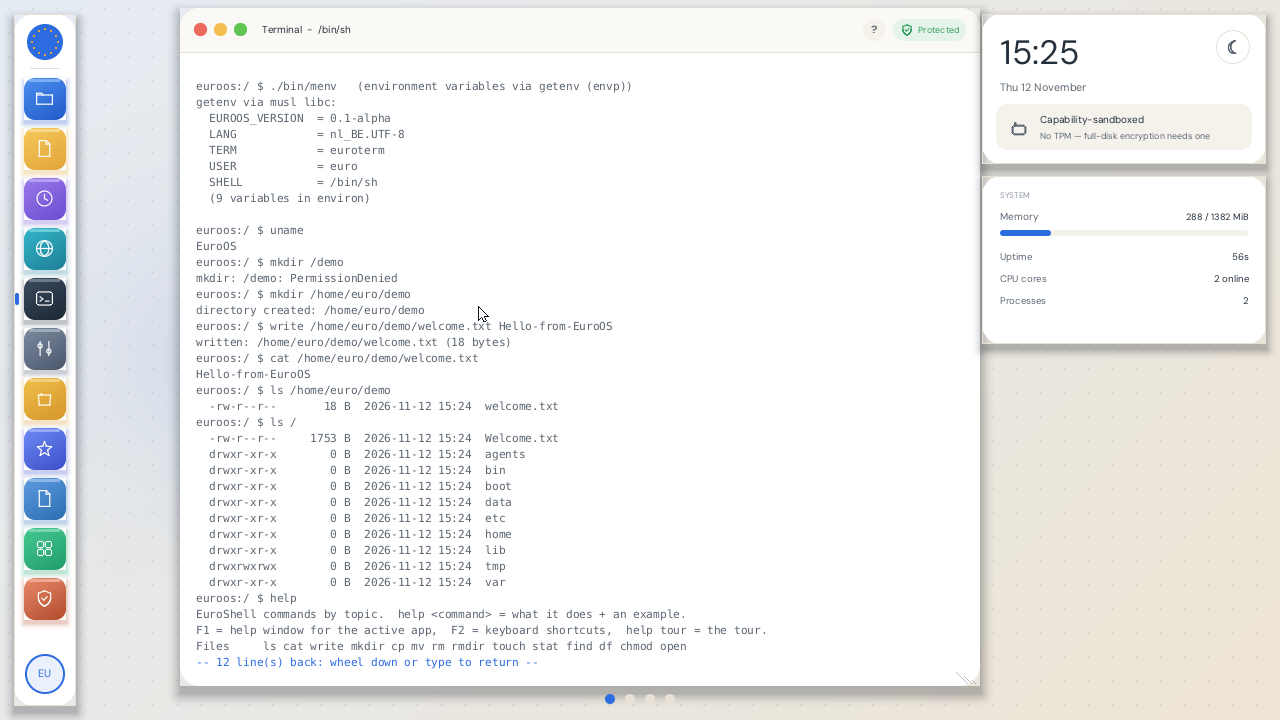 Terminal – /bin/sh
?
Protected
euroos:/ $ ./bin/menv   (environment variables via getenv (envp))
getenv via musl libc:
  EUROOS_VERSION  = 0.1-alpha
  LANG            = nl_BE.UTF-8
  TERM            = euroterm
  USER            = euro
  SHELL           = /bin/sh
  (9 variables in environ)
euroos:/ $ uname
EuroOS
euroos:/ $ mkdir /demo
mkdir: /demo: PermissionDenied
euroos:/ $ mkdir /home/euro/demo
directory created: /home/euro/demo
euroos:/ $ write /home/euro/demo/welcome.txt Hello-from-EuroOS
written: /home/euro/demo/welcome.txt (18 bytes)
euroos:/ $ cat /home/euro/demo/welcome.txt
Hello-from-EuroOS
euroos:/ $ ls /home/euro/demo
  -rw-r--r--       18 B  2026-11-12 15:24  welcome.txt
euroos:/ $ ls /
  -rw-r--r--     1753 B  2026-11-12 15:24  Welcome.txt
  drwxr-xr-x        0 B  2026-11-12 15:24  agents
  drwxr-xr-x        0 B  2026-11-12 15:24  bin
  drwxr-xr-x        0 B  2026-11-12 15:24  boot
  drwxr-xr-x        0 B  2026-11-12 15:24  data
  drwxr-xr-x        0 B  2026-11-12 15:24  etc
  drwxr-xr-x        0 B  2026-11-12 15:24  home
  drwxr-xr-x        0 B  2026-11-12 15:24  lib
  drwxrwxrwx        0 B  2026-11-12 15:24  tmp
  drwxr-xr-x        0 B  2026-11-12 15:24  var
euroos:/ $ help
EuroShell commands by topic.  help <command> = what it does + an example.
F1 = help window for the active app,  F2 = keyboard shortcuts,  help tour = the tour.
Files     ls cat write mkdir cp mv rm rmdir touch stat find df chmod open
-- 12 line(s) back: wheel down or type to return --
15:25
Thu 12 November
Capability-sandboxed
No TPM — full-disk encryption needs one
SYSTEM
Memory 288 / 1382 MiB
Uptime 56s
CPU cores 2 online
Processes 2
EU